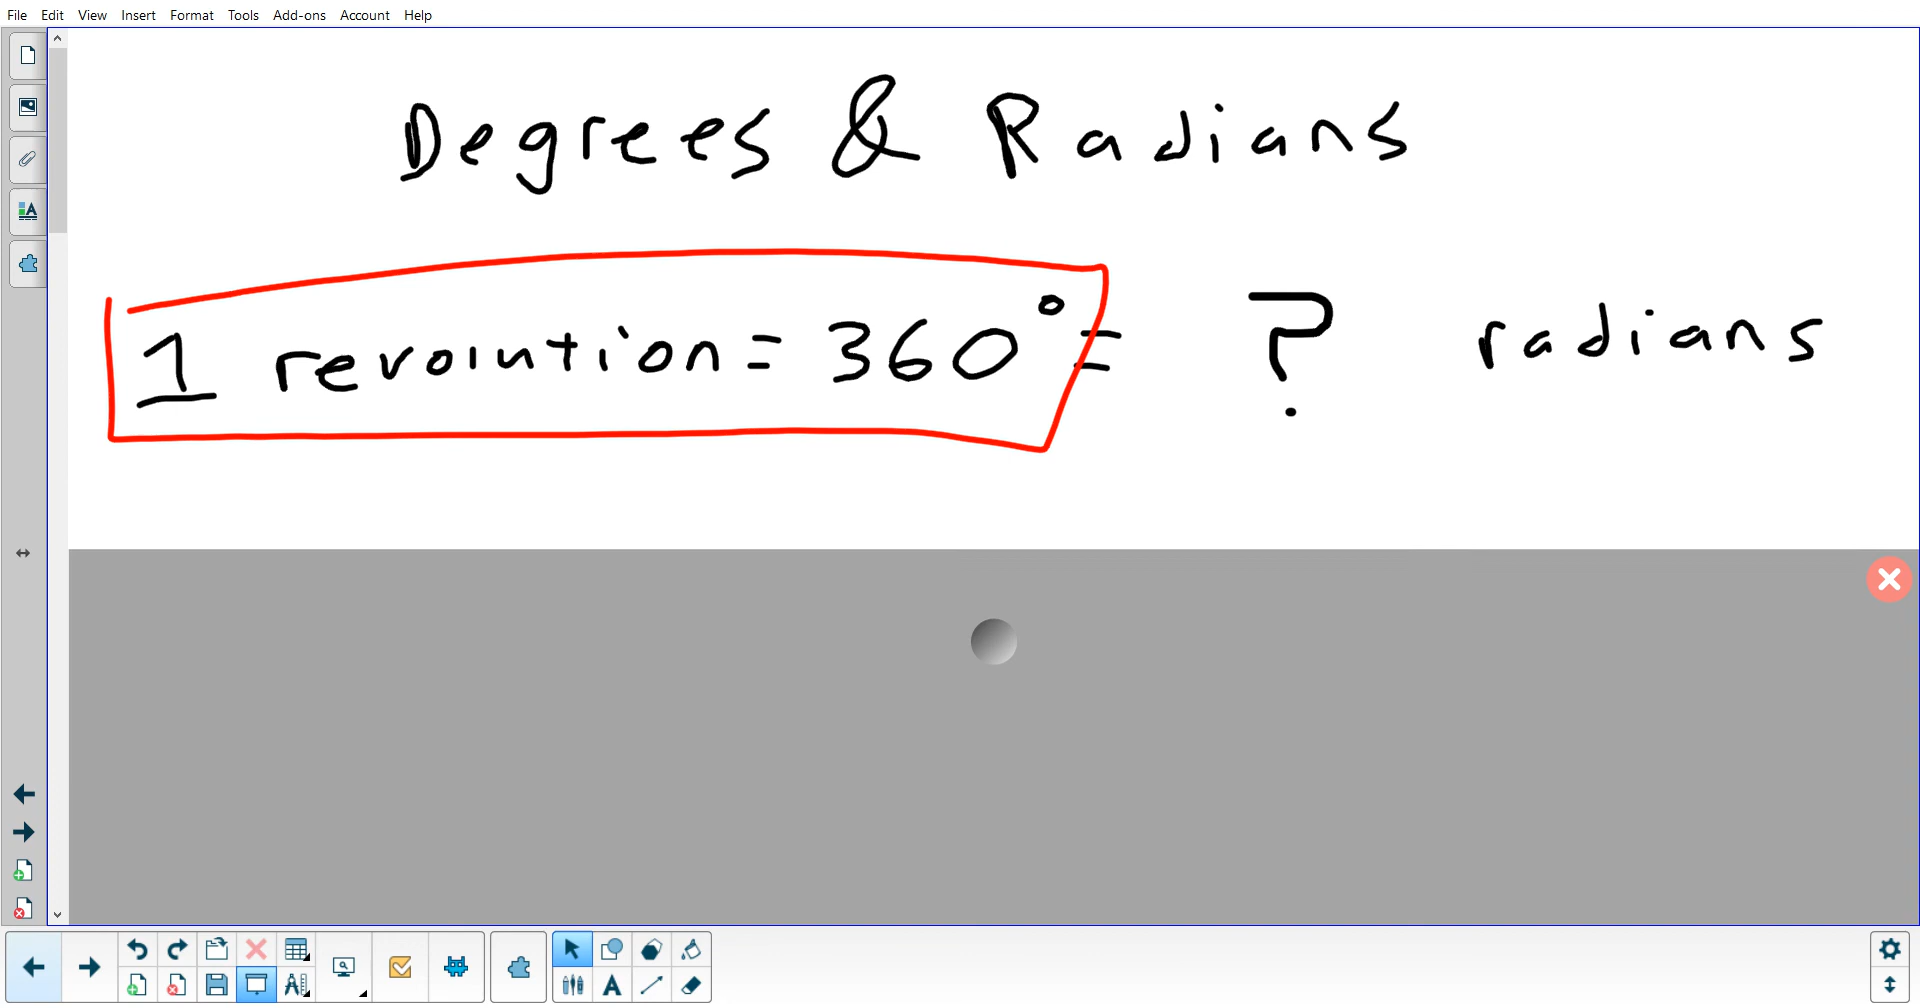 File Edit View Insert Format Tools Add-ons Account Help
Degrees & Radians
1 revolution = 360° = ? radians